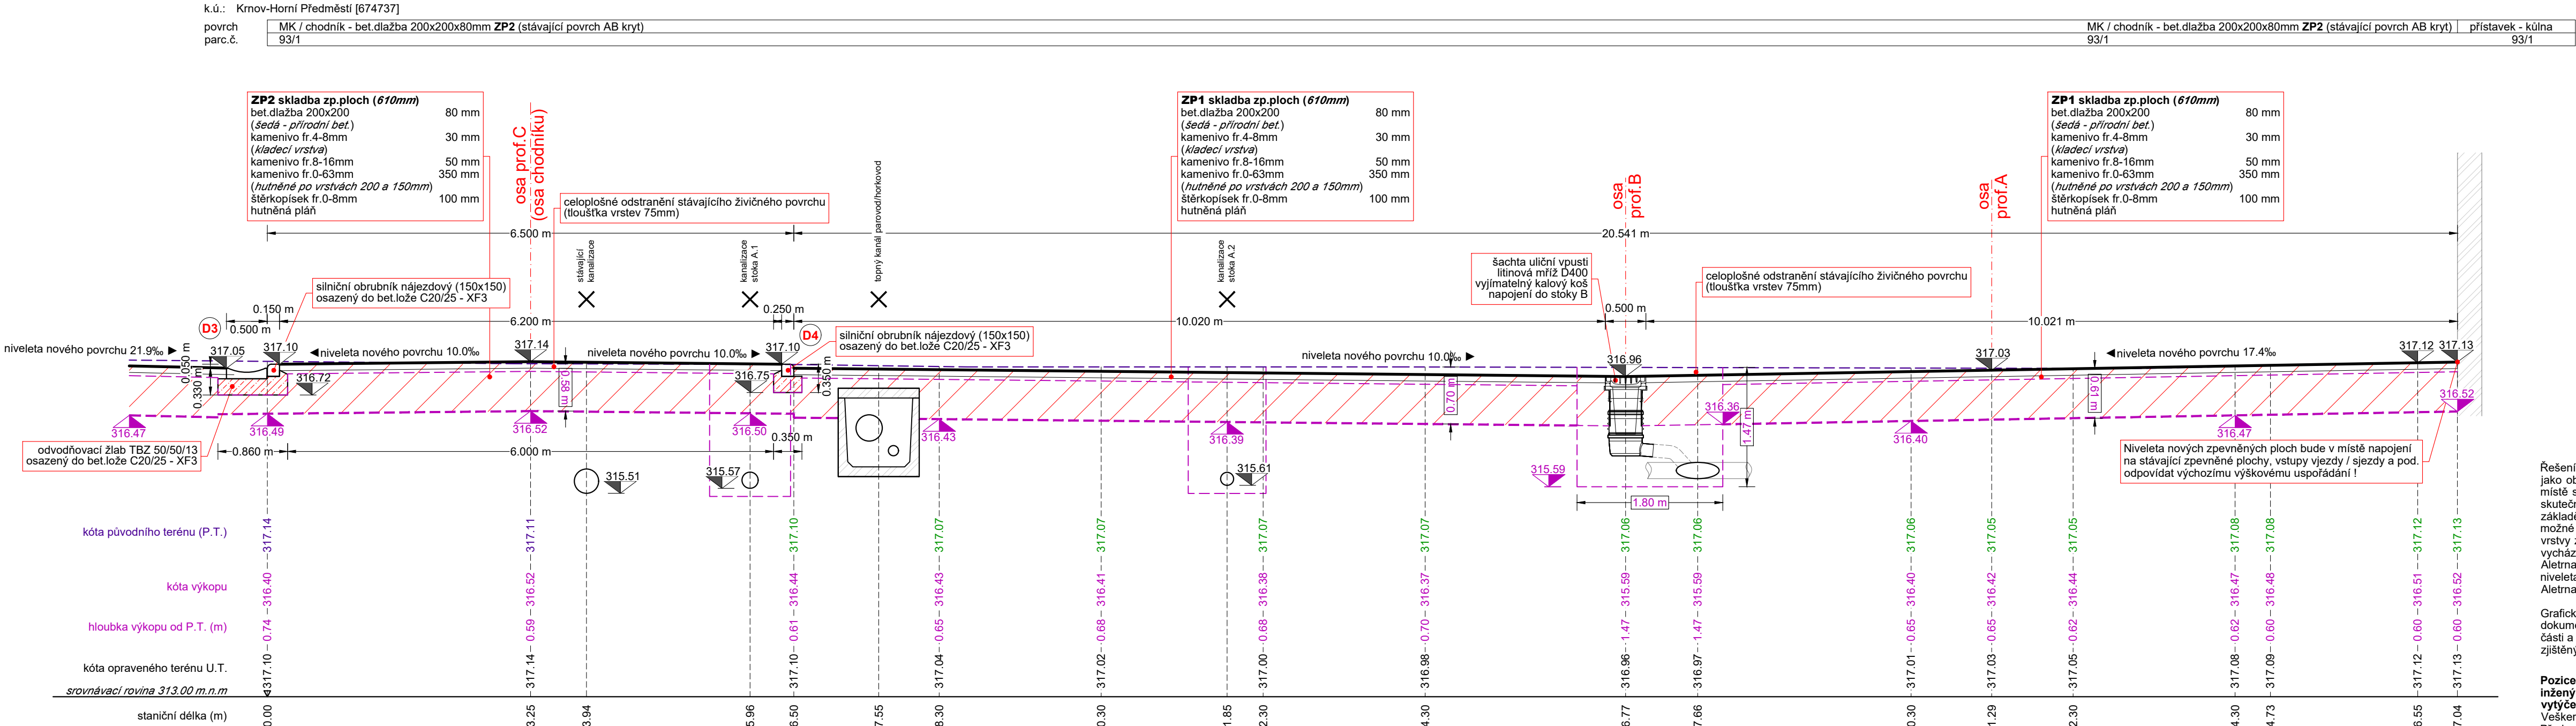 k.ú.: Krnov-Horní Předměstí [674737]
povrch MK / chodník - bet.dlažba 200x200x80mm ZP2 (stávající povrch AB kryt) MK / chodník - bet.dlažba 200x200x80mm ZP2 (stávající povrch AB kryt) přístavek - kůlna
parc.č. 93/1 93/1 93/1
ZP2 skladba zp.ploch (610mm)
bet.dlažba 200x200 80 mm
(šedá - přírodní bet.)
kamenivo fr.4-8mm 30 mm
(kladecí vrstva)
kamenivo fr.8-16mm 50 mm
kamenivo fr.0-63mm 350 mm
(hutněné po vrstvách 200 a 150mm)
štěrkopísek fr.0-8mm 100 mm
hutněná pláň
osa prof.C
(osa chodníku)
celoplošné odstranění stávajícího živičného povrchu
(tloušťka vrstev 75mm)
ZP1 skladba zp.ploch (610mm)
bet.dlažba 200x200 80 mm
(šedá - přírodní bet.)
kamenivo fr.4-8mm 30 mm
(kladecí vrstva)
kamenivo fr.8-16mm 50 mm
kamenivo fr.0-63mm 350 mm
(hutněné po vrstvách 200 a 150mm)
štěrkopísek fr.0-8mm 100 mm
hutněná pláň
osa
prof.B
osa
prof.A
ZP1 skladba zp.ploch (610mm)
bet.dlažba 200x200 80 mm
(šedá - přírodní bet.)
kamenivo fr.4-8mm 30 mm
(kladecí vrstva)
kamenivo fr.8-16mm 50 mm
kamenivo fr.0-63mm 350 mm
(hutněné po vrstvách 200 a 150mm)
štěrkopísek fr.0-8mm 100 mm
hutněná pláň
6.500 m 20.541 m
stávající
kanalizace
kanalizace
stoka A.1
topný kanál parovod/horkovod
kanalizace
stoka A.2
šachta uliční vpusti
litinová mříž D400
vyjímatelný kalový koš
napojení do stoky B
celoplošné odstranění stávajícího živičného povrchu
(tloušťka vrstev 75mm)
silniční obrubník nájezdový (150x150)
osazený do bet.lože C20/25 - XF3
0.150 m 0.250 m 0.500 m
D3 0.500 m 6.200 m D4 10.020 m 10.021 m
silniční obrubník nájezdový (150x150)
osazený do bet.lože C20/25 - XF3
niveleta nového povrchu 21.9‰ 317.05 317.10 niveleta nového povrchu 10.0‰ 317.14 niveleta nového povrchu 10.0‰ 317.10 niveleta nového povrchu 10.0‰ 316.96 317.03 niveleta nového povrchu 17.4‰ 317.12 317.13
0.050 m
0.330 m
316.72 0.58 m 316.75 0.350 m 0.70 m 1.47 m 0.61 m
316.47 316.49 316.52 316.50 316.43 316.39 316.36 316.40 316.47 316.52
odvodňovací žlab TBZ 50/50/13
osazený do bet.lože C20/25 - XF3
0.860 m 6.000 m 0.350 m
315.51 315.57 315.61 315.59 1.80 m
Niveleta nových zpevněných ploch bude v místě napojení
na stávající zpevněné plochy, vstupy vjezdy / sjezdy a pod.
odpovídat výchozímu výškovému uspořádání !
kóta původního terénu (P.T.) 317.14 317.11 317.10 317.07 317.07 317.07 317.07 317.06 317.06 317.06 317.05 317.05 317.08 317.08 317.12 317.13
kóta výkopu 316.40 316.52 316.44 316.43 316.41 316.38 316.37 315.59 315.59 316.40 316.42 316.44 316.47 316.48 316.51 316.52
hloubka výkopu od P.T. (m) 0.74 0.59 0.61 0.65 0.68 0.68 0.70 1.47 1.47 0.65 0.65 0.62 0.62 0.60 0.60 0.60
kóta opraveného terénu U.T. 317.10 317.14 317.10 317.04 317.02 317.00 316.98 316.96 316.97 317.01 317.03 317.05 317.08 317.09 317.12 317.13
srovnávací rovina 313.00 m.n.m
staniční délka (m) 0.00 3.25 3.94 5.96 6.50 7.55 8.30
Řešení
jako ob
místě s
skutečn
základě
možné
vrstvy z
vycház
Aletrna
niveleta
Aletrna
Grafick
dokume
části a
zjištěný
Pozice
inžený
vytýč
Vešker